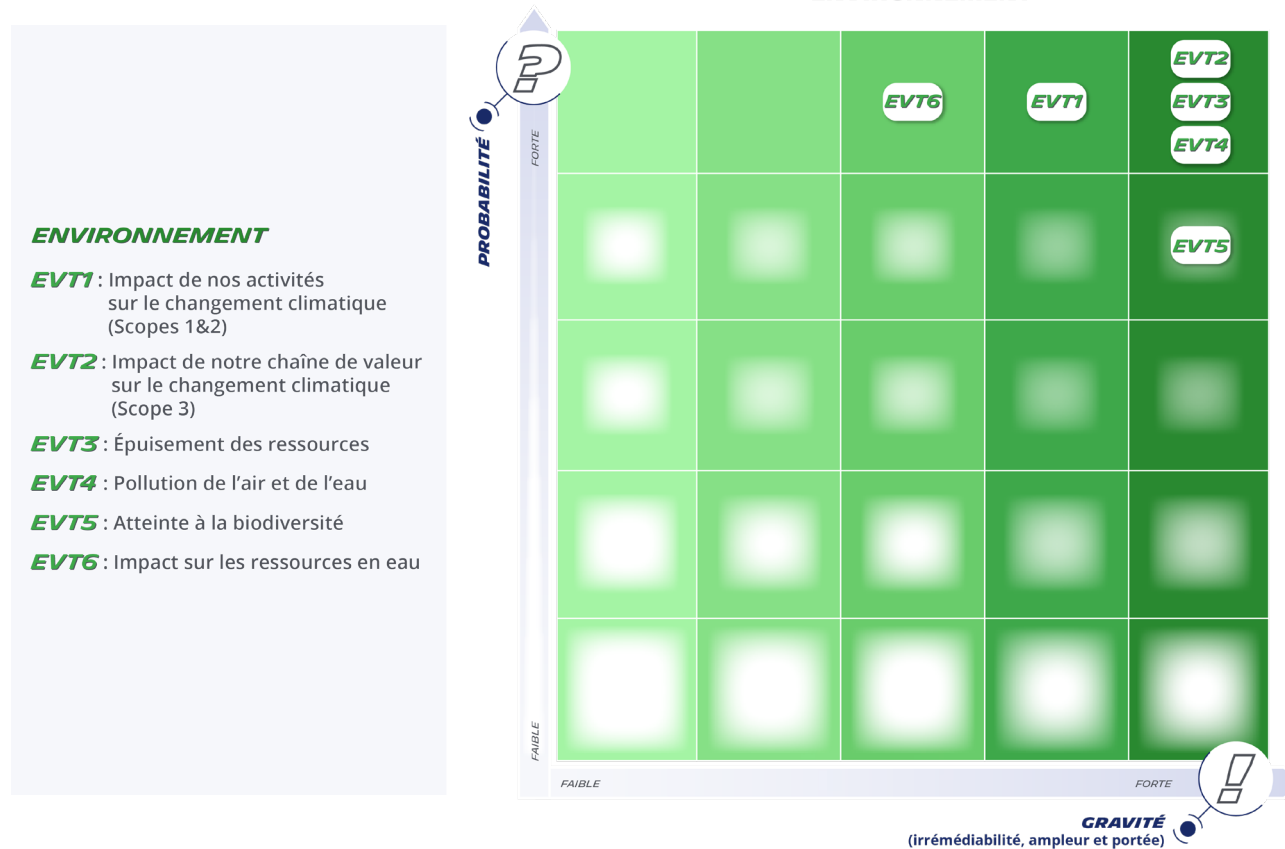 ENVIRONNEMENT
EVT1 : Impact de nos activités
sur le changement climatique
(Scopes 1&2)
EVT2 : Impact de notre chaîne de valeur
sur le changement climatique
(Scope 3)
EVT3 : Épuisement des ressources
EVT4 : Pollution de l'air et de l'eau
EVT5 : Atteinte à la biodiversité
EVT6 : Impact sur les ressources en eau
?
PROBABILITÉ
FORTE
FAIBLE
EVT6
EVT1
EVT2
EVT3
EVT4
EVT5
FAIBLE
FORTE
!
GRAVITÉ
(irrémédiabilité, ampleur et portée)